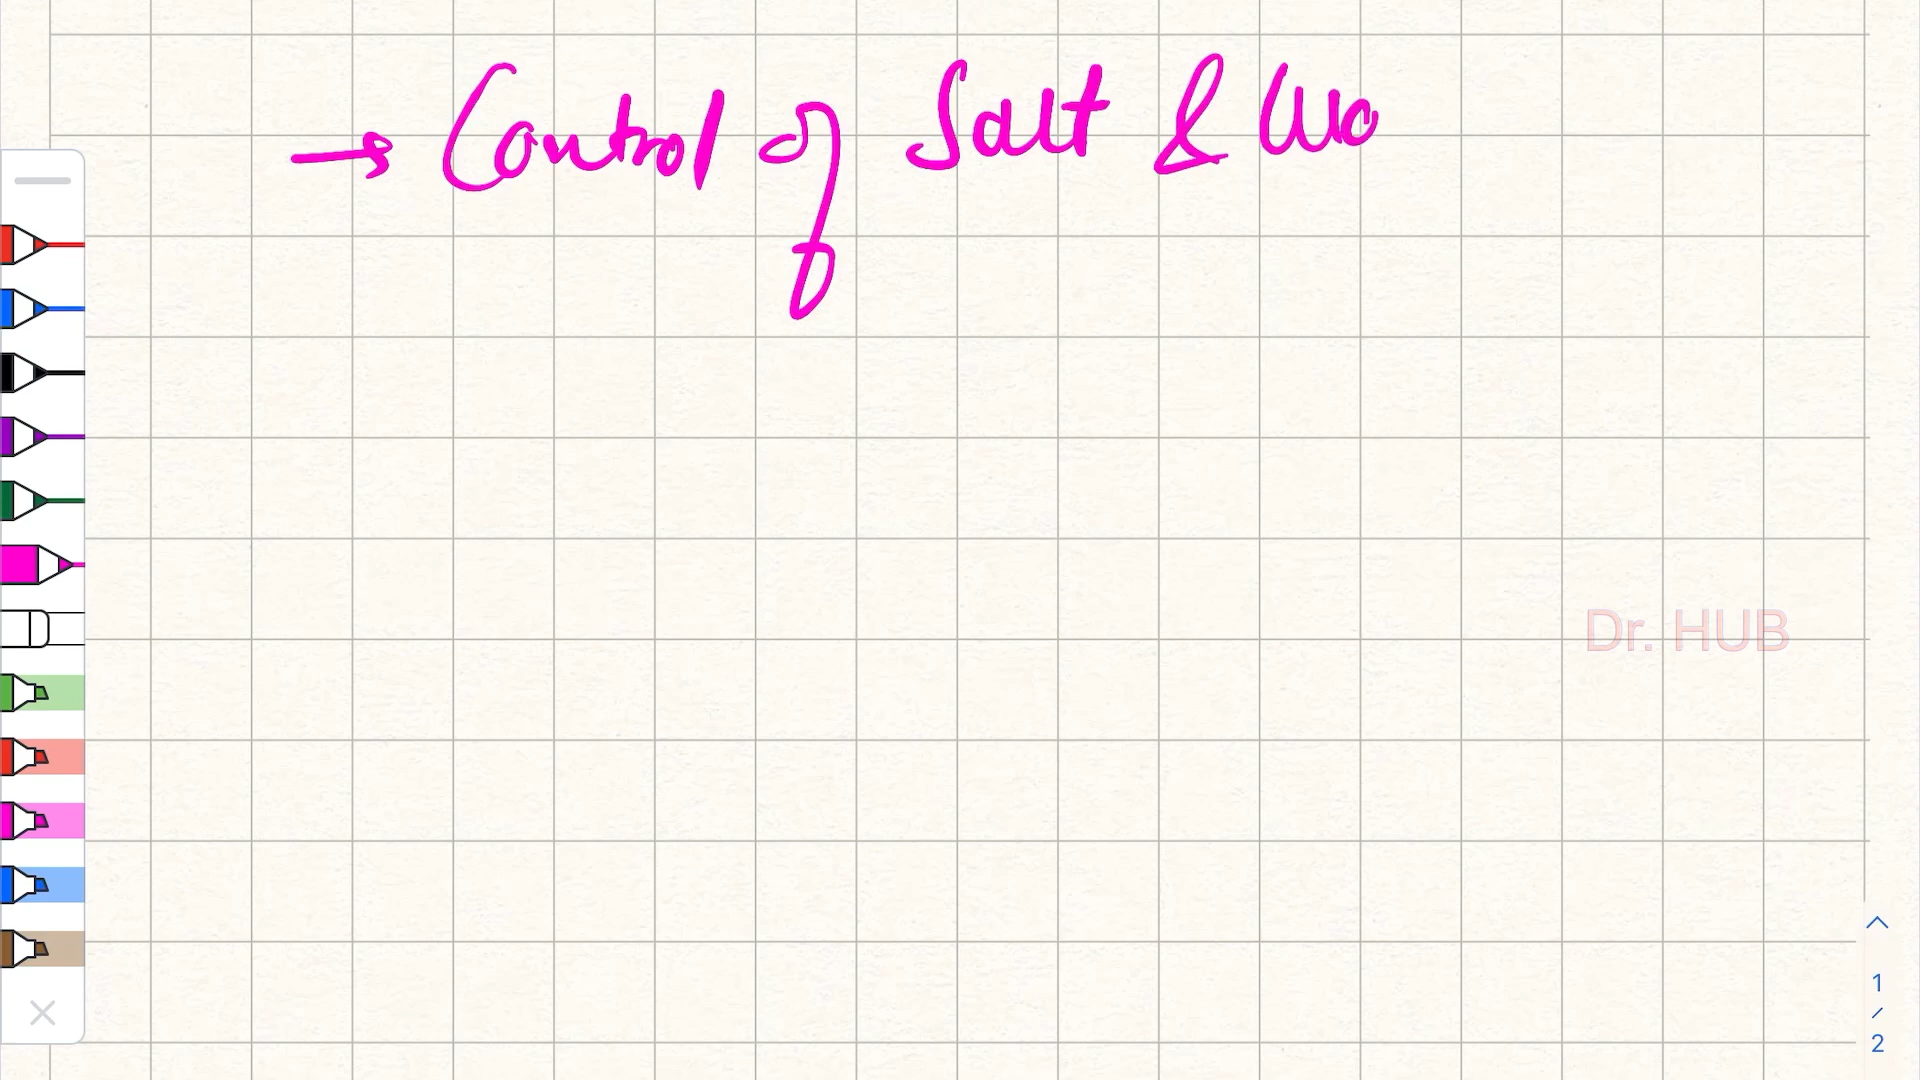 → Control of Salt & Wa
Dr. HUB
1
/
2